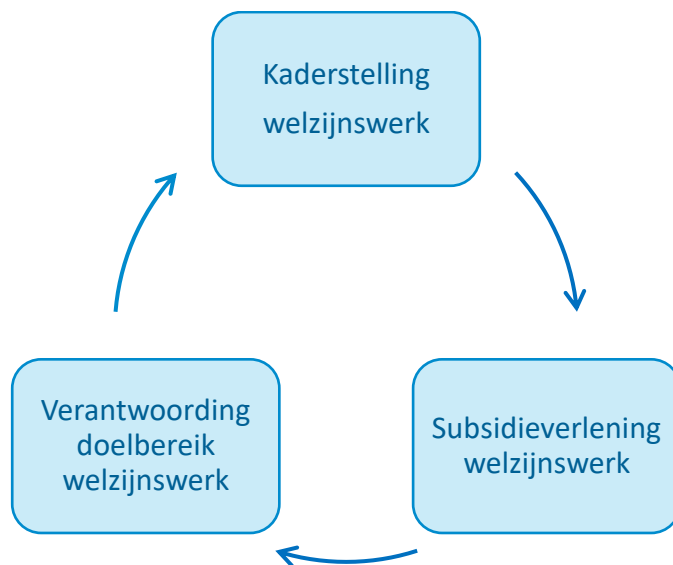 Kaderstelling
welzijnswerk
Verantwoording
doelbereik
welzijnswerk
Subsidieverlening
welzijnswerk